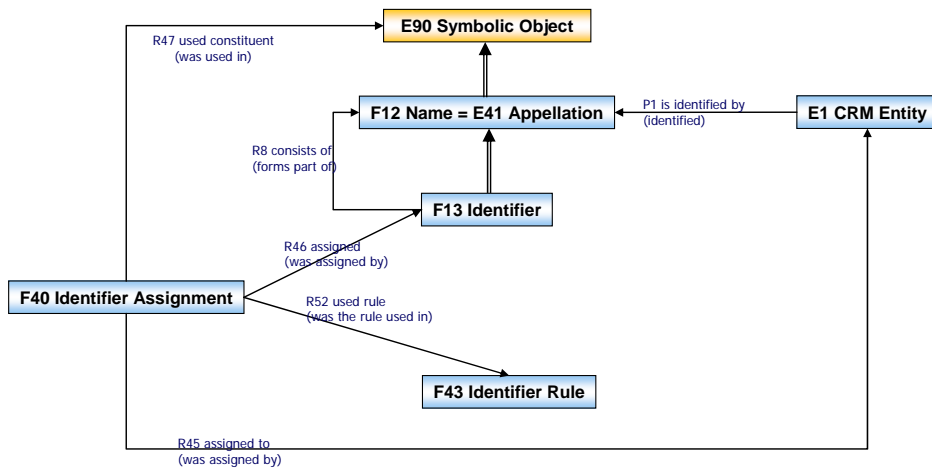 E90 Symbolic Object
R47 used constituent
(was used in)
F12 Name = E41 Appellation
P1 is identified by
(identified)
E1 CRM Entity
R8 consists of
(forms part of)
F13 Identifier
R46 assigned
(was assigned by)
F40 Identifier Assignment
R52 used rule
(was the rule used in)
F43 Identifier Rule
R45 assigned to
(was assigned by)